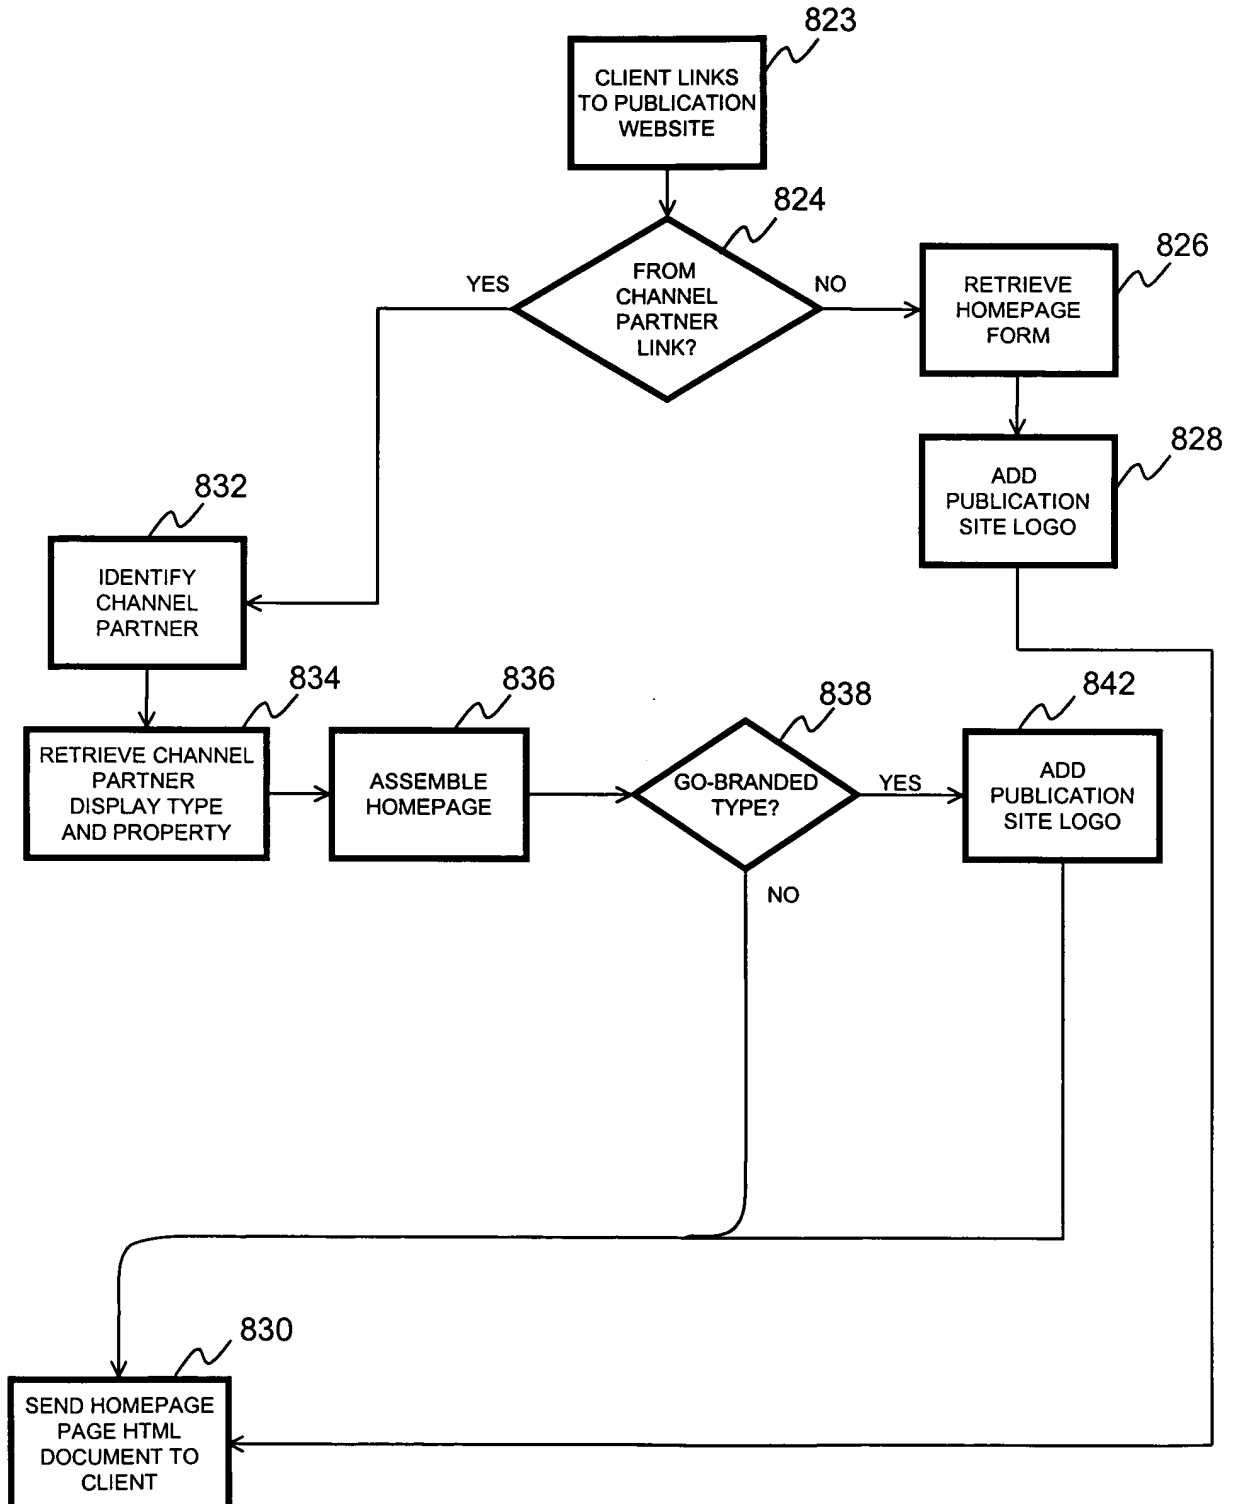 823
CLIENT LINKS
TO PUBLICATION
WEBSITE
824
FROM
CHANNEL
PARTNER
LINK?
YES
NO
826
RETRIEVE
HOMEPAGE
FORM
828
ADD
PUBLICATION
SITE LOGO
832
IDENTIFY
CHANNEL
PARTNER
834
RETRIEVE CHANNEL
PARTNER
DISPLAY TYPE
AND PROPERTY
836
ASSEMBLE
HOMEPAGE
838
GO-BRANDED
TYPE?
YES
NO
842
ADD
PUBLICATION
SITE LOGO
830
SEND HOMEPAGE
PAGE HTML
DOCUMENT TO
CLIENT